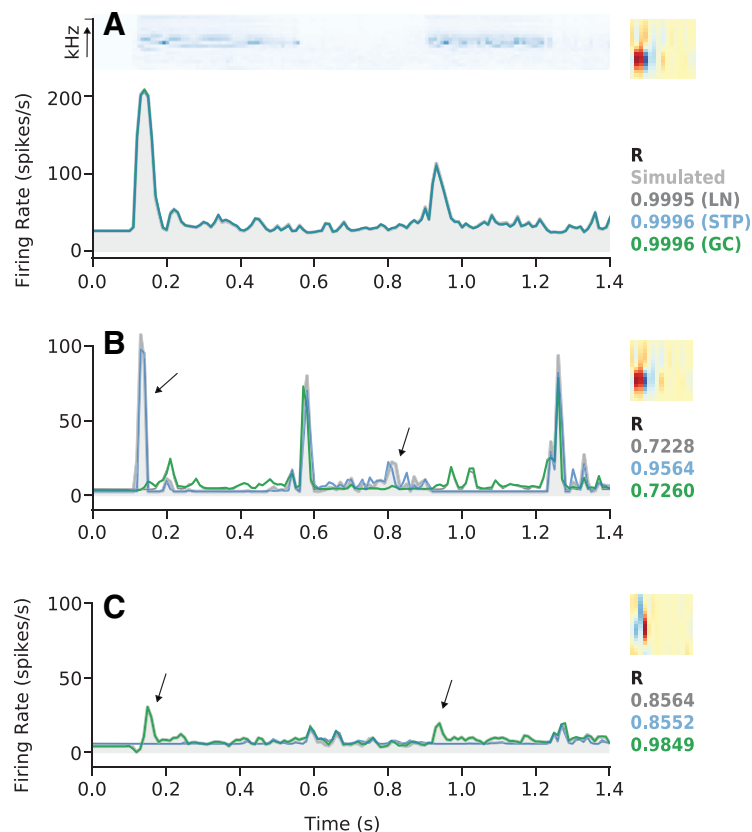 A
kHz
Firing Rate (spikes/s)
200
100
0
0.0 0.2 0.4 0.6 0.8 1.0 1.2 1.4
R
Simulated
0.9995 (LN)
0.9996 (STP)
0.9996 (GC)
B
100
50
0
0.0 0.2 0.4 0.6 0.8 1.0 1.2 1.4
R
0.7228
0.9564
0.7260
C
Firing Rate (spikes/s)
100
50
0
0.0 0.2 0.4 0.6 0.8 1.0 1.2 1.4
Time (s)
R
0.8564
0.8552
0.9849